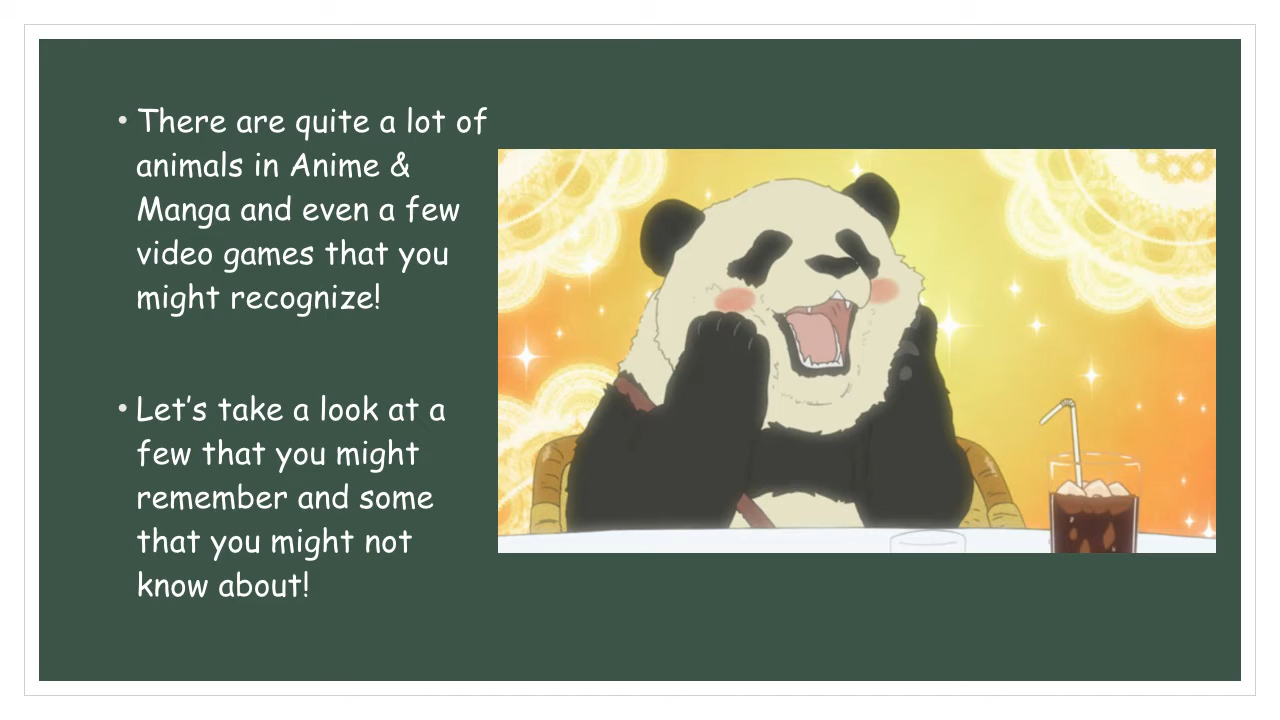 • There are quite a lot of
animals in Anime &
Manga and even a few
video games that you
might recognize!
• Let’s take a look at a
few that you might
remember and some
that you might not
know about!